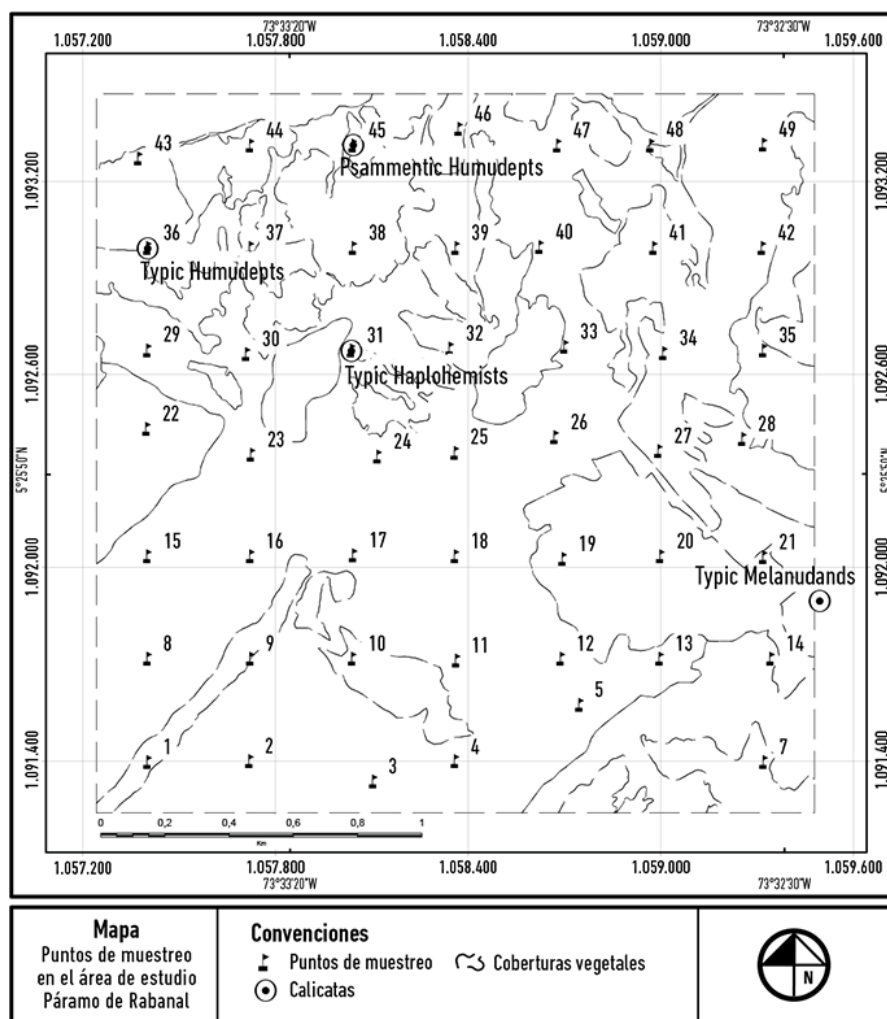 73°33'20"W 73°32'30"W
1.057.200 1.057.800 1.058.400 1.059.000 1.059.600
43 44 45 46 47 48 49
Psammentic Humudepts
1.093.200 1.093.200
36 37 38 39 40 41 42
Typic Humudepts
29 30 31 32 33 34 35
1.092.600 1.092.600
Typic Haplohemists
22 23 24 25 26 27 28
5°25'50"N 5°25'50"N
15 16 17 18 19 20 21
1.092.000 1.092.000
Typic Melanudands
8 9 10 11 12 13 14
5
1 2 3 4 7
1.091.400 1.091.400
0 0,2 0,4 0,6 0,8 1
Km
1.057.200 1.057.800 1.058.400 1.059.000 1.059.600
73°33'20"W 73°32'30"W
Mapa
Puntos de muestreo
en el área de estudio
Páramo de Rabanal
Convenciones
Puntos de muestreo Coberturas vegetales
Calicatas
N